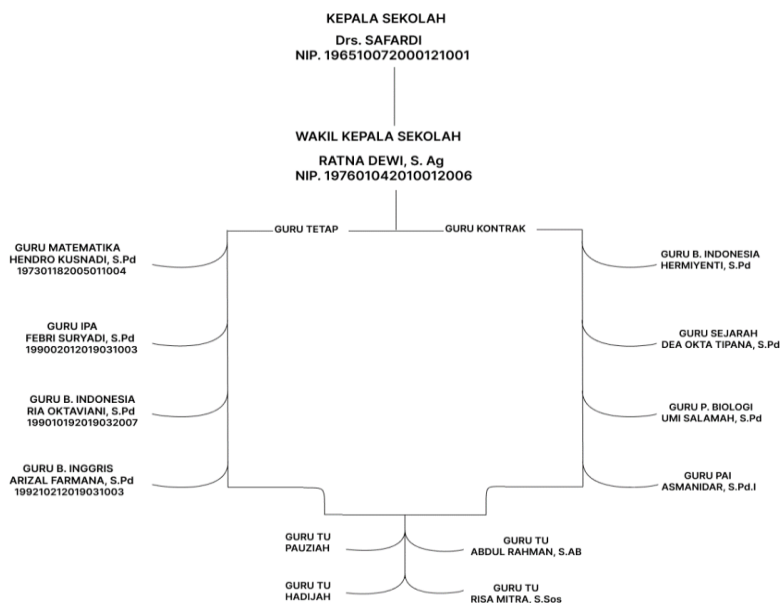 KEPALA SEKOLAH
Drs. SAFARDI
NIP. 196510072000121001
WAKIL KEPALA SEKOLAH
RATNA DEWI, S. Ag
NIP. 197601042010012006
GURU TETAP
GURU KONTRAK
GURU MATEMATIKA
HENDRO KUSNADI, S.Pd
197301182005011004
GURU IPA
FEBRI SURYADI, S.Pd
199002012019031003
GURU B. INDONESIA
RIA OKTAVIANI, S.Pd
199010192019032007
GURU B. INGGRIS
ARIZAL FARMANA, S.Pd
199210212019031003
GURU B. INDONESIA
HERMIYENTI, S.Pd
GURU SEJARAH
DEA OKTA TIPANA, S.Pd
GURU P. BIOLOGI
UMI SALAMAH, S.Pd
GURU PAI
ASMANIDAR, S.Pd.I
GURU TU
PAUZIAH
GURU TU
ABDUL RAHMAN, S.AB
GURU TU
HADIJAH
GURU TU
RISA MITRA, S.Sos